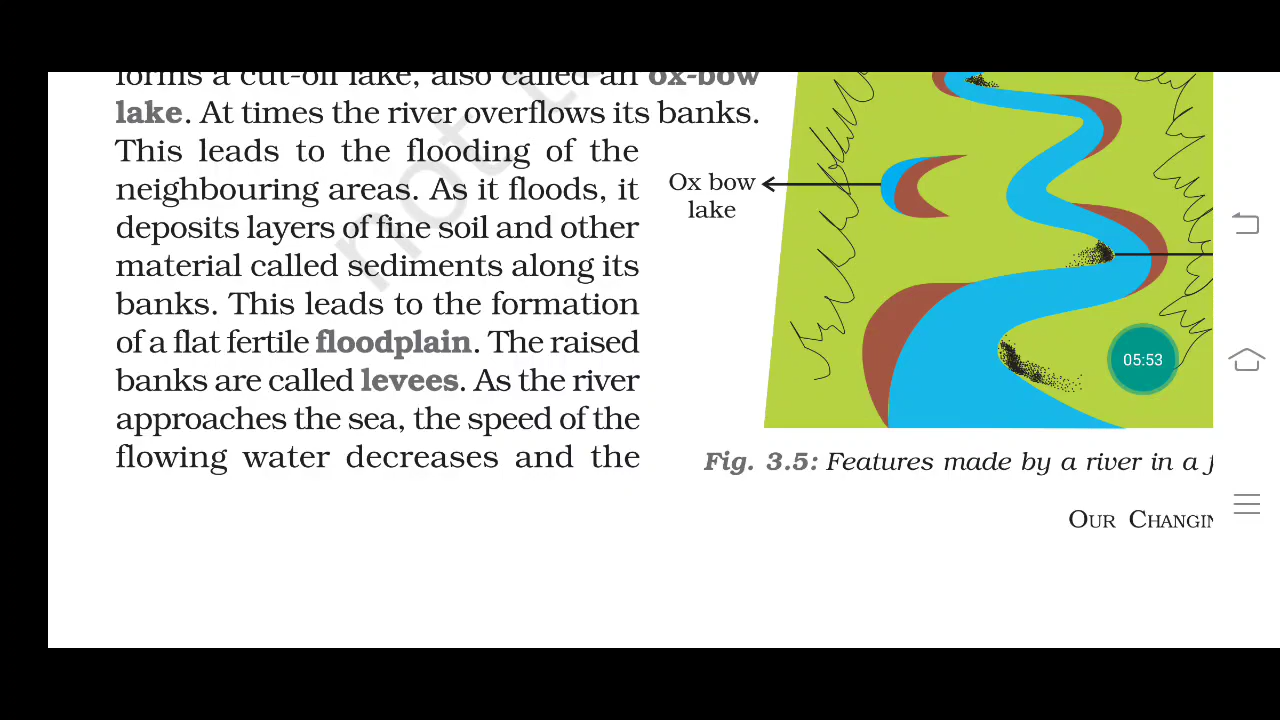 forms a cut-off lake, also called an ox-bow
lake. At times the river overflows its banks.
This leads to the flooding of the
neighbouring areas. As it floods, it
deposits layers of fine soil and other
material called sediments along its
banks. This leads to the formation
of a flat fertile floodplain. The raised
banks are called levees. As the river
approaches the sea, the speed of the
flowing water decreases and the
not t
Ox bow
lake
05:53
Fig. 3.5: Features made by a river in a
OUR CHANGIN